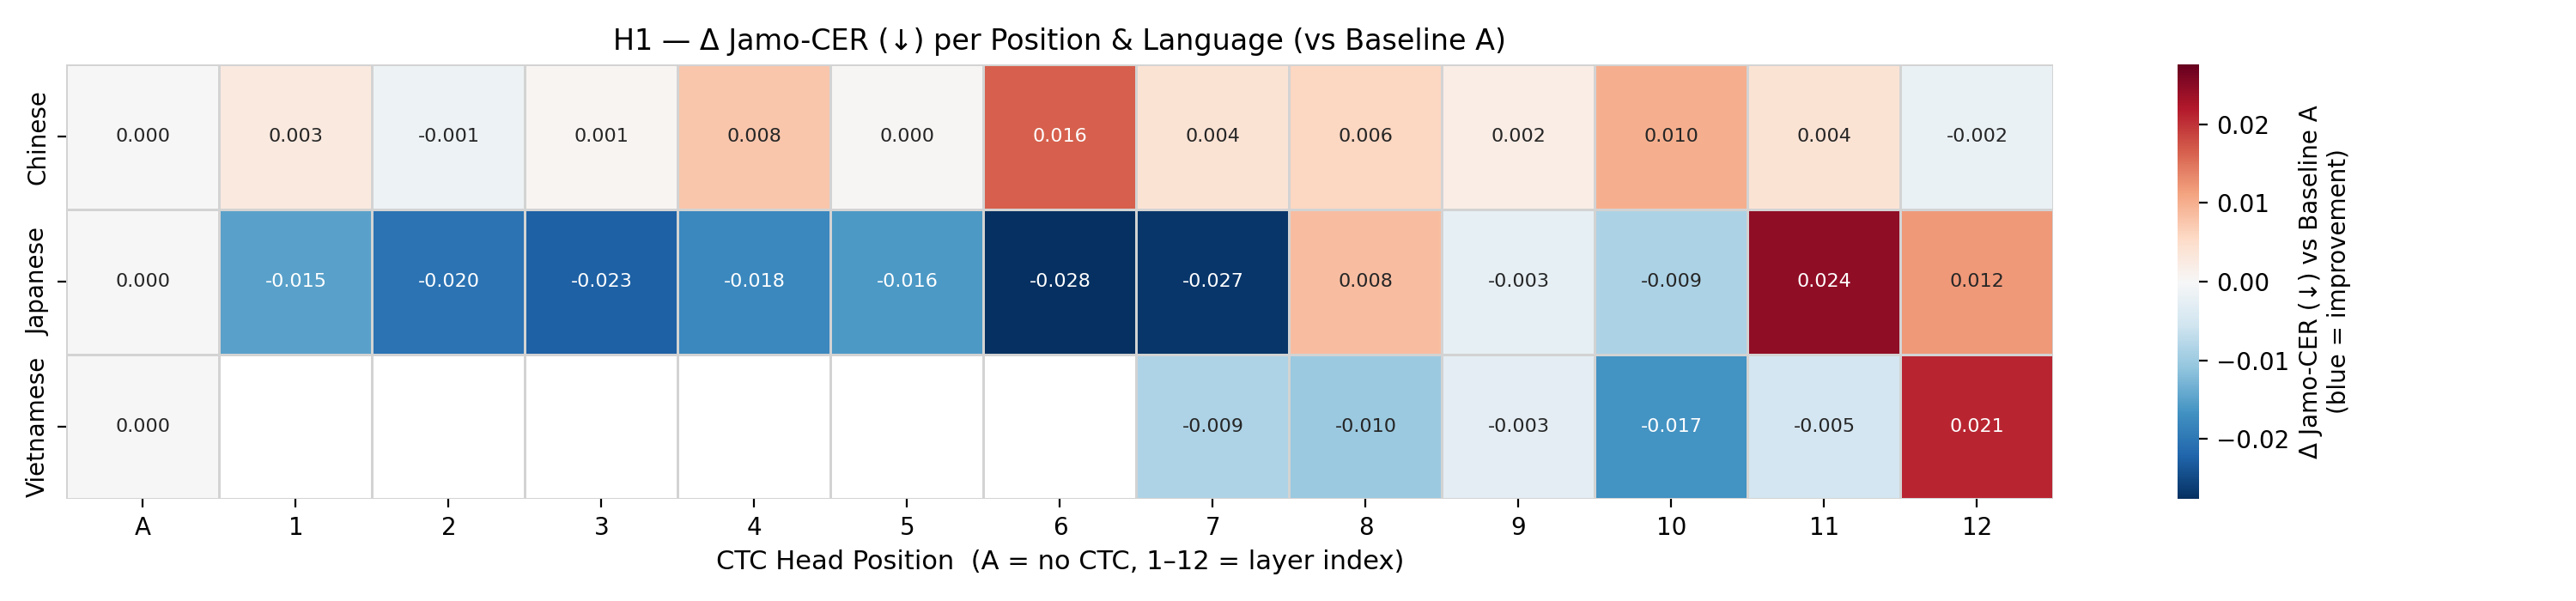 H1 — Δ Jamo-CER (↓) per Position & Language (vs Baseline A)
Chinese
0.000 0.003 -0.001 0.001 0.008 0.000 0.016 0.004 0.006 0.002 0.010 0.004 -0.002
Japanese
0.000 -0.015 -0.020 -0.023 -0.018 -0.016 -0.028 -0.027 0.008 -0.003 -0.009 0.024 0.012
Vietnamese
0.000 -0.009 -0.010 -0.003 -0.017 -0.005 0.021
A 1 2 3 4 5 6 7 8 9 10 11 12
CTC Head Position (A = no CTC, 1–12 = layer index)
0.02
0.01
0.00
−0.01
−0.02
Δ Jamo-CER (↓) vs Baseline A
(blue = improvement)